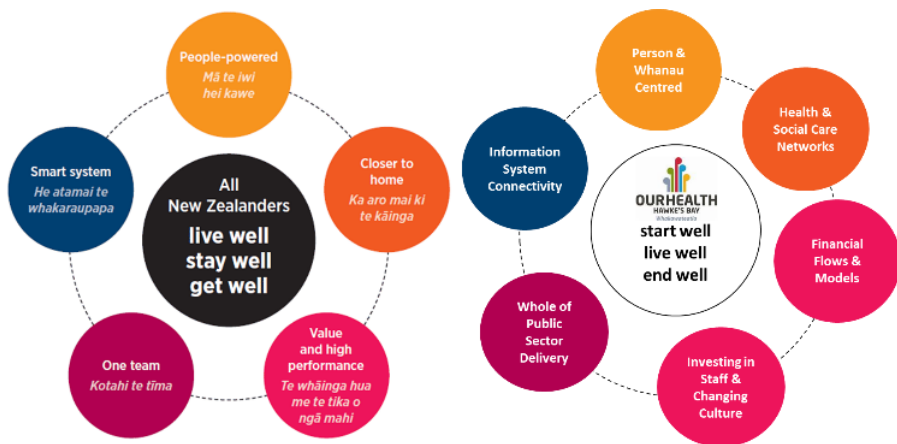 People-powered
Mā te iwi
hei kawe
Smart system
He atamai te
whakaraupapa
All
New Zealanders
live well
stay well
get well
Closer to
home
Ka aro mai ki
te kāinga
One team
Kotahi te tīma
Value
and high
performance
Te whāinga hua
me te tika o
ngā mahi
Person &
Whanau
Centred
Information
System
Connectivity
Health &
Social Care
Networks
OURHEALTH
HAWKE'S BAY
Whakawateatia
start well
live well
end well
Financial
Flows &
Models
Whole of
Public
Sector
Delivery
Investing in
Staff &
Changing
Culture